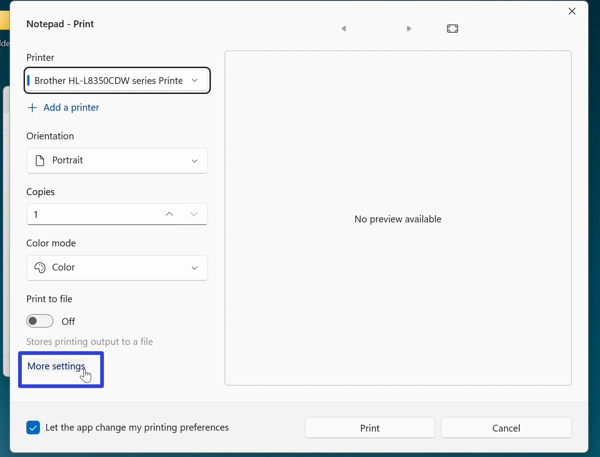 Notepad - Print
Printer
Brother HL-L8350CDW series Printe
Add a printer
Orientation
Portrait
Copies
1
Color mode
Color
Print to file
Off
Stores printing output to a file
More settings
No preview available
Let the app change my printing preferences
Print
Cancel